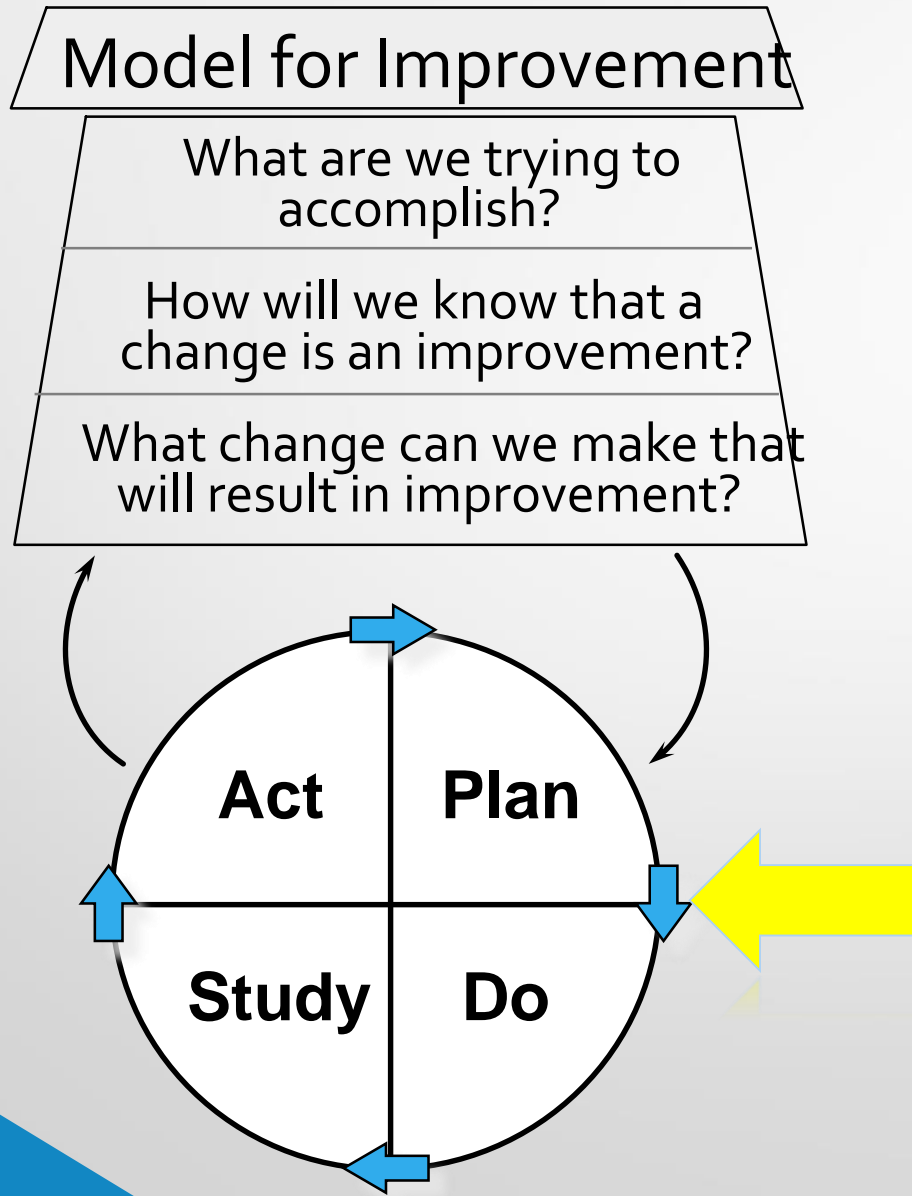 Model for Improvement
What are we trying to
accomplish?
How will we know that a
change is an improvement?
What change can we make that
will result in improvement?
Act
Plan
Study
Do